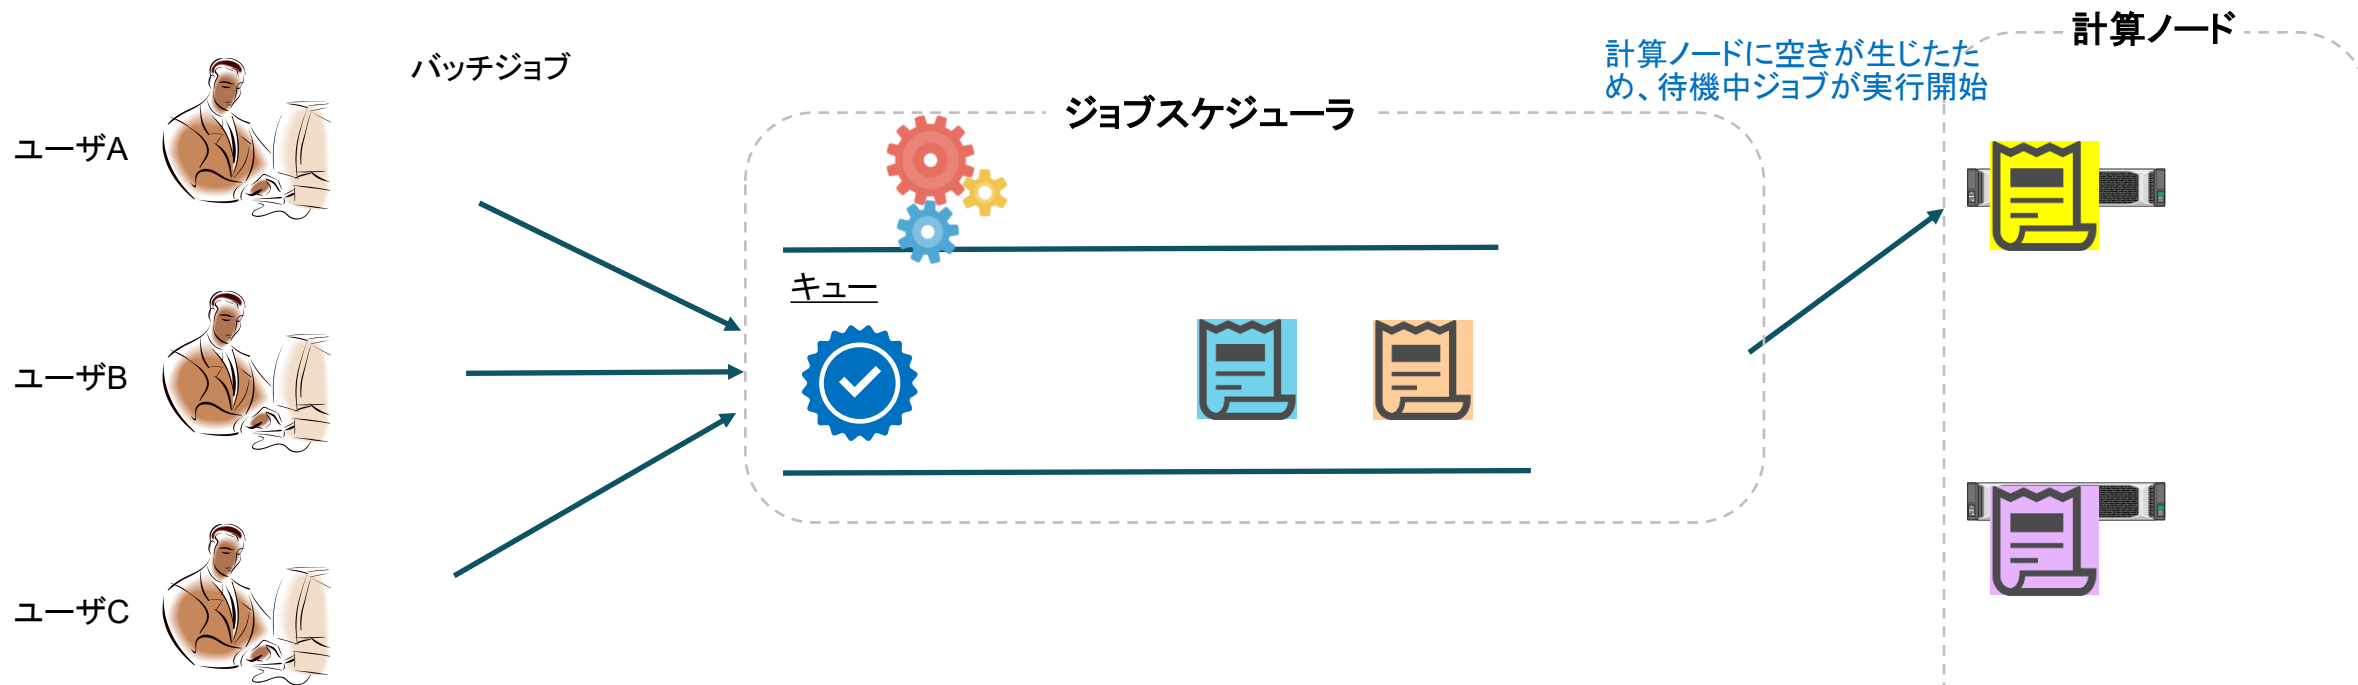 計算ノード
計算ノードに空きが生じたた
め、待機中ジョブが実行開始
バッチジョブ
ジョブスケジューラ
ユーザA
キュー
ユーザB
ユーザC